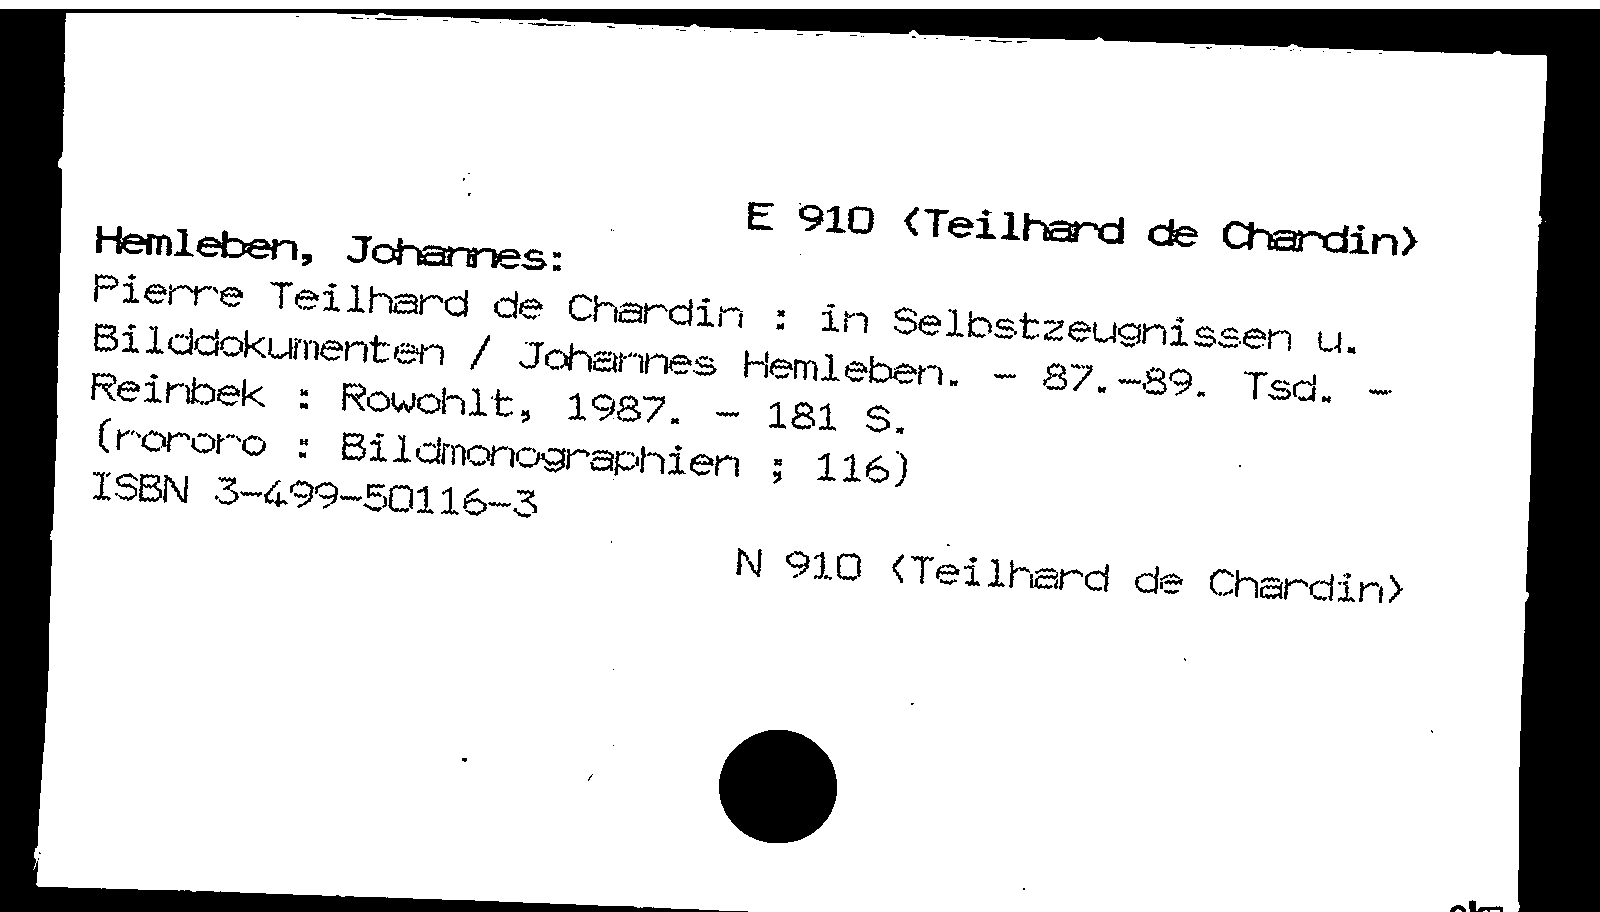 E 910 (Teilhard de Chardin)
Hemleben, Johannes:
Pierre Teilhard de Chardin : in Selbstzeugnissen u.
Bilddokumenten / Johannes Hemleben. - 87.-89. Tsd. -
Reinbek : Rowohlt, 1987. - 181 S.
(rororo : Bildmonographien ; 116)
ISBN 3-499-50116-3
N 910 (Teilhard de Chardin)